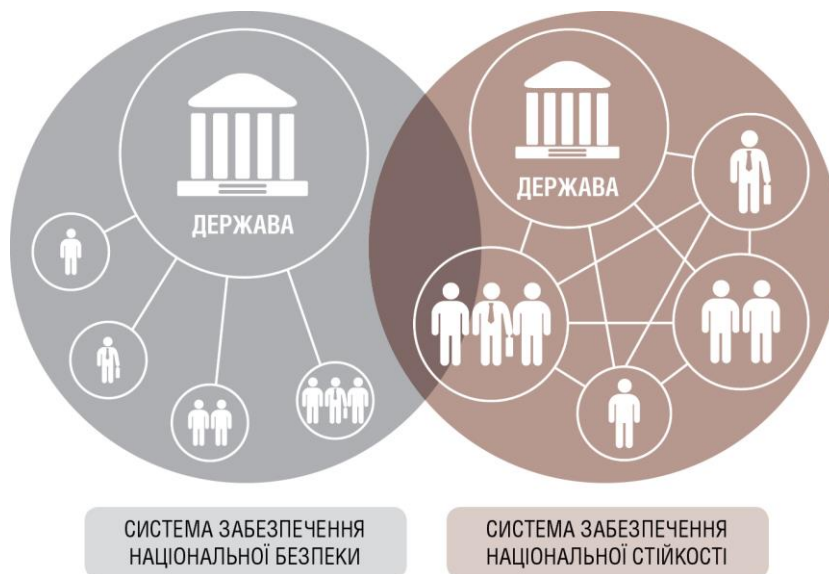 ДЕРЖАВА
ДЕРЖАВА
СИСТЕМА ЗАБЕЗПЕЧЕННЯ
НАЦІОНАЛЬНОЇ БЕЗПЕКИ
СИСТЕМА ЗАБЕЗПЕЧЕННЯ
НАЦІОНАЛЬНОЇ СТІЙКОСТІ